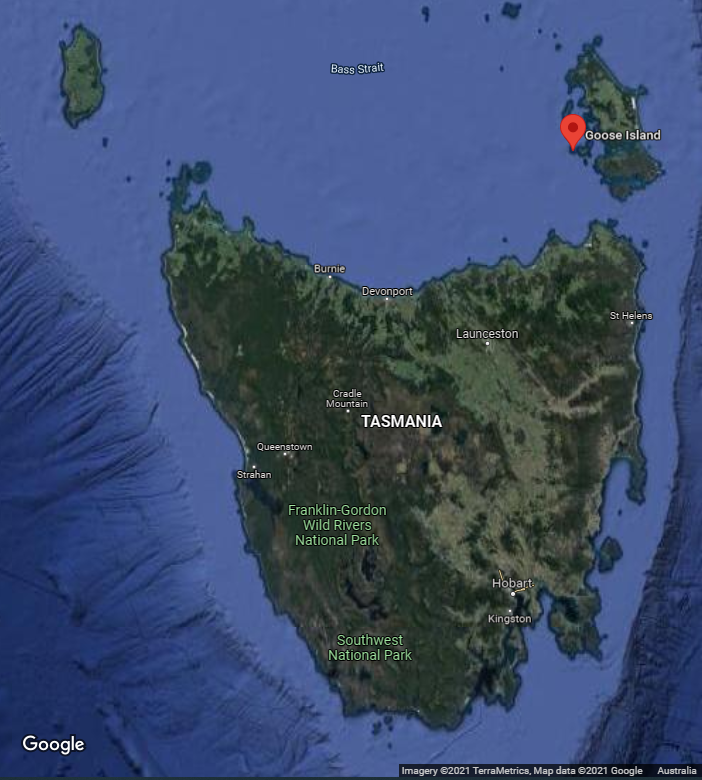 Bass Strait
Goose Island
Burnie
Devonport
St Helens
Launceston
Cradle
Mountain
TASMANIA
Queenstown
Strahan
Franklin-Gordon
Wild Rivers
National Park
Hobart
Kingston
Southwest
National Park
Google
Imagery ©2021 TerraMetrics, Map data ©2021 Google Australia